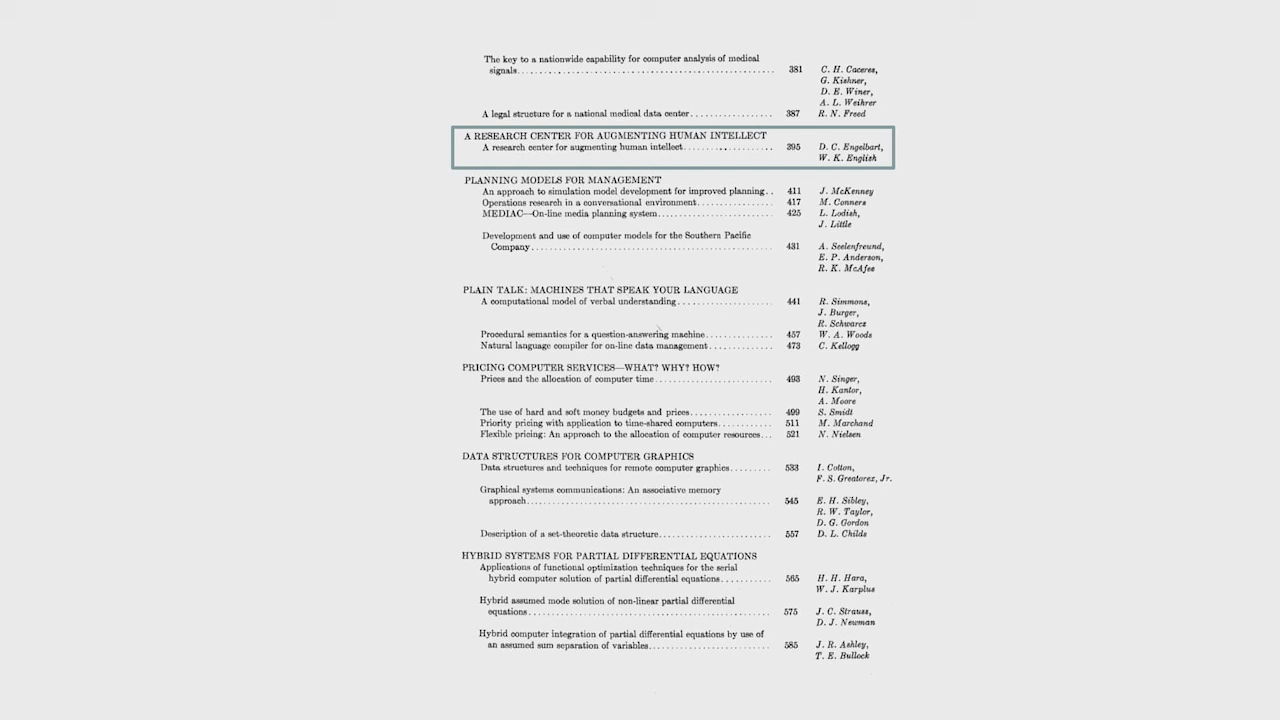 The key to a nationwide capability for computer analysis of medical
signals........ 381 C. H. Caceres,
G. Kishner,
D. E. Winer,
A. L. Weihrer
A legal structure for a national medical data center........ 387 R. N. Freed
A RESEARCH CENTER FOR AUGMENTING HUMAN INTELLECT
A research center for augmenting human intellect........ 395 D. C. Engelbart,
W. K. English
PLANNING MODELS FOR MANAGEMENT
An approach to simulation model development for improved planning.. 411 J. McKenney
Operations research in a conversational environment........ 417 M. Conners
MEDIAC—On-line media planning system........ 425 L. Lodish,
J. Little
Development and use of computer models for the Southern Pacific
Company........ 431 A. Seelenfreund,
E. P. Anderson,
R. K. McAfee
PLAIN TALK: MACHINES THAT SPEAK YOUR LANGUAGE
A computational model of verbal understanding........ 441 R. Simmons,
J. Burger,
R. Schwarcz
Procedural semantics for a question-answering machine........ 457 W. A. Woods
Natural language compiler for on-line data management........ 473 C. Kellogg
PRICING COMPUTER SERVICES—WHAT? WHY? HOW?
Prices and the allocation of computer time........ 493 N. Singer,
H. Kantor,
A. Moore
The use of hard and soft money budgets and prices........ 499 S. Smidt
Priority pricing with application to time-shared computers........ 511 M. Marchand
Flexible pricing: An approach to the allocation of computer resources... 521 N. Nielsen
DATA STRUCTURES FOR COMPUTER GRAPHICS
Data structures and techniques for remote computer graphics........ 533 I. Cotton,
F. S. Greatorex, Jr.
Graphical systems communications: An associative memory
approach........ 545 E. H. Sibley,
R. W. Taylor,
D. G. Gordon
Description of a set-theoretic data structure........ 557 D. L. Childs
HYBRID SYSTEMS FOR PARTIAL DIFFERENTIAL EQUATIONS
Applications of functional optimization techniques for the serial
hybrid computer solution of partial differential equations........ 565 H. H. Hara,
W. J. Karplus
Hybrid assumed mode solution of non-linear partial differential
equations........ 575 J. C. Strauss,
D. J. Newman
Hybrid computer integration of partial differential equations by use of
an assumed sum separation of variables........ 585 J. R. Ashley,
T. E. Bullock